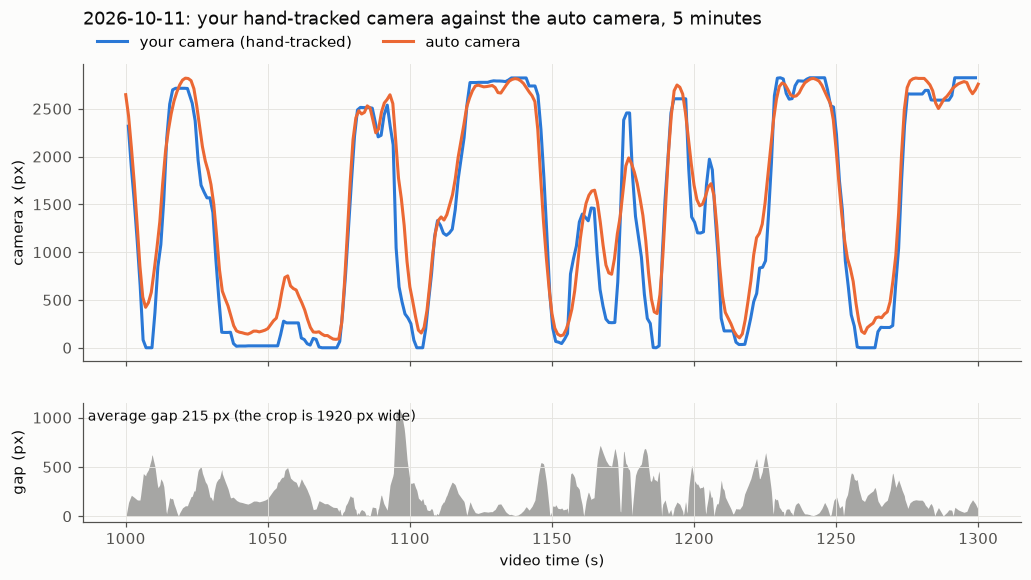 2026-10-11: your hand-tracked camera against the auto camera, 5 minutes
your camera (hand-tracked) auto camera
camera x (px)
2500
2000
1500
1000
500
0
average gap 215 px (the crop is 1920 px wide)
gap (px)
1000
500
0
1000 1050 1100 1150 1200 1250 1300
video time (s)